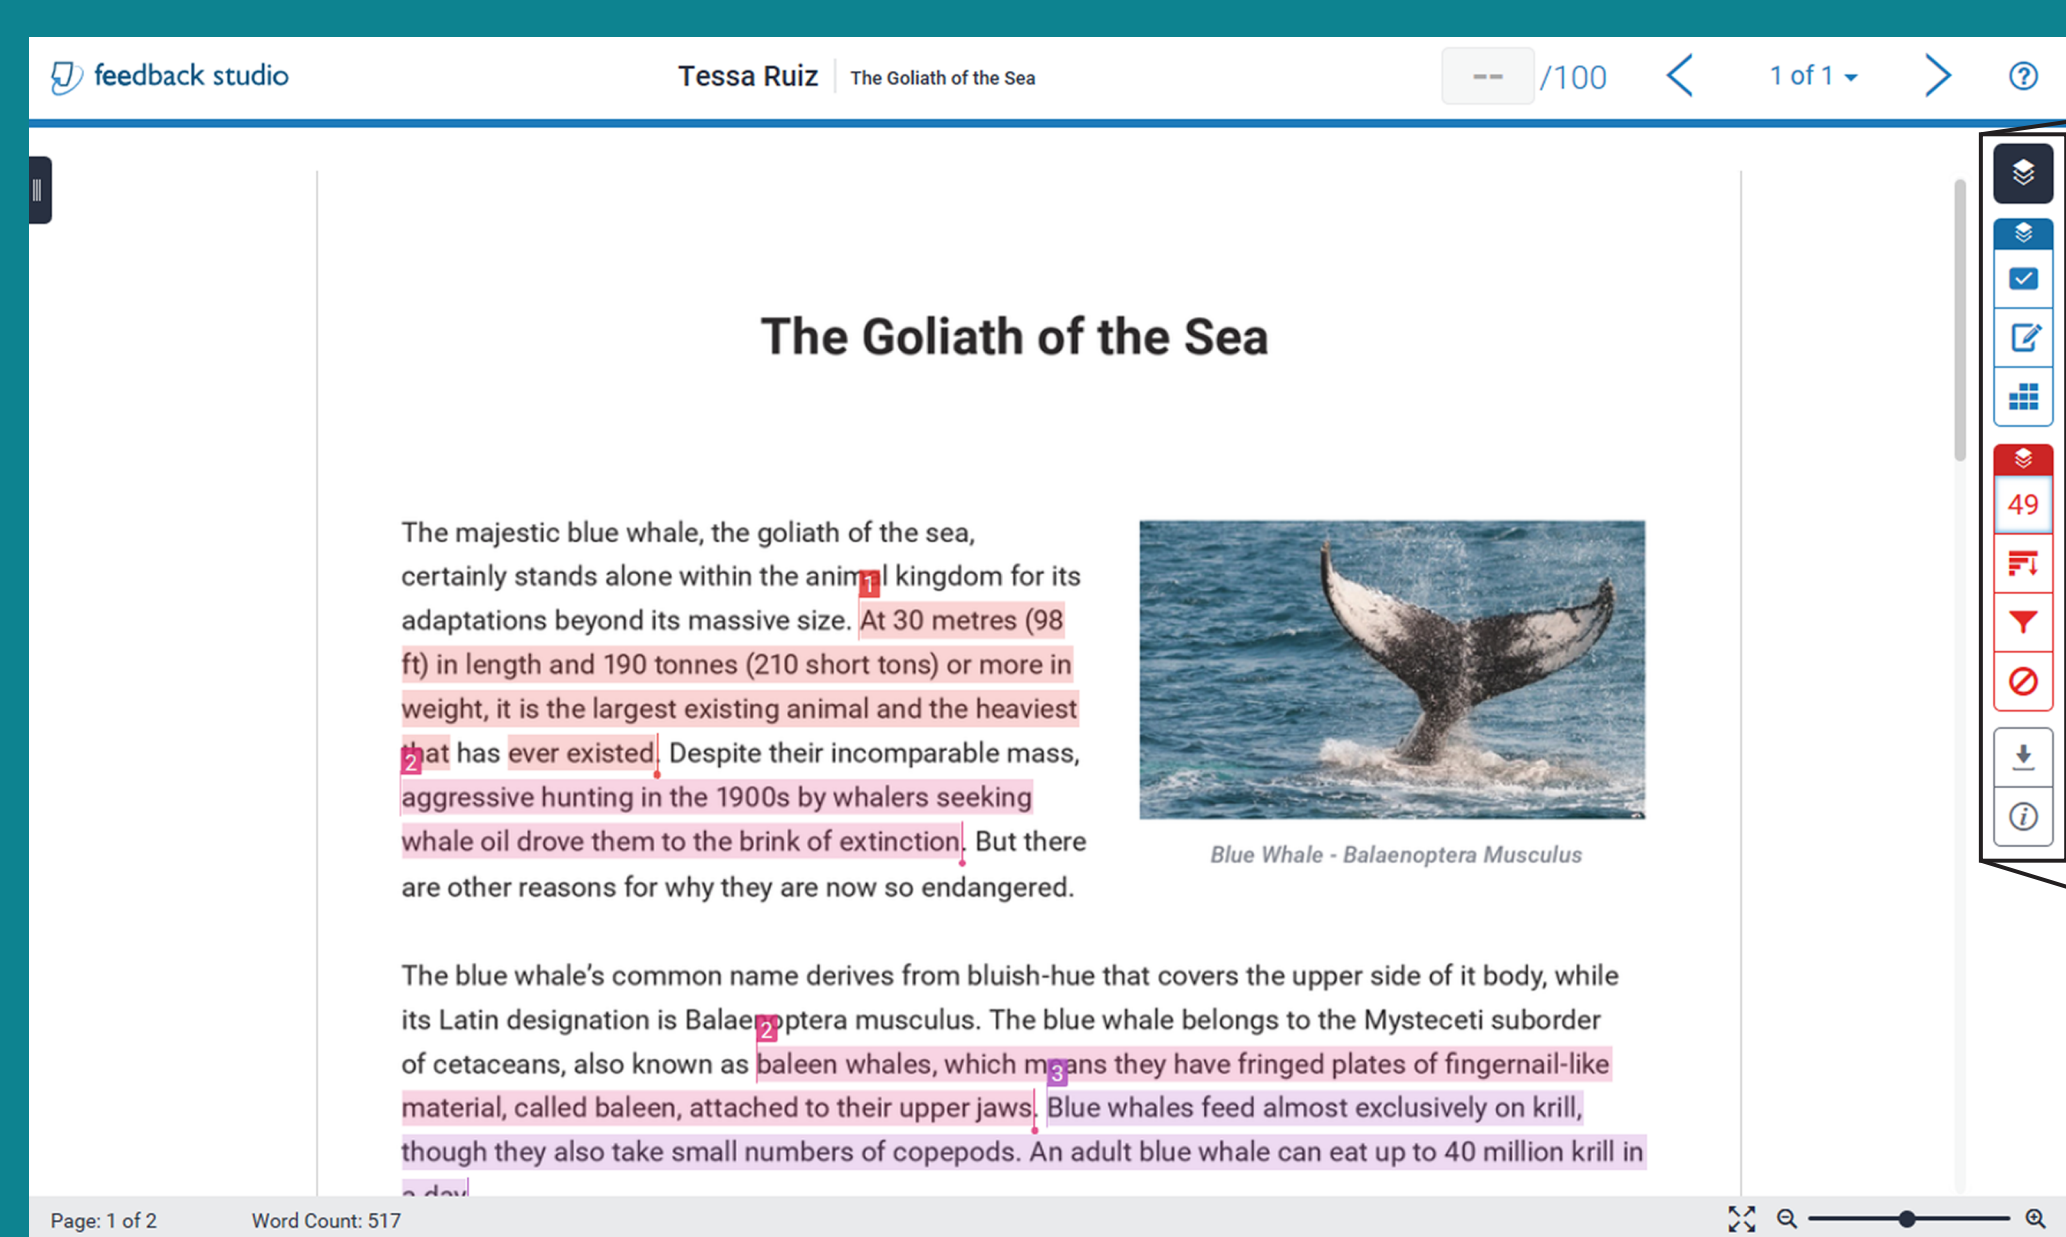 feedback studio
Tessa Ruiz
The Goliath of the Sea
-- /100
1 of 1
The Goliath of the Sea
49
The majestic blue whale, the goliath of the sea,
certainly stands alone within the animal kingdom for its
1
adaptations beyond its massive size. At 30 metres (98
ft) in length and 190 tonnes (210 short tons) or more in
weight, it is the largest existing animal and the heaviest
that has ever existed. Despite their incomparable mass,
2
aggressive hunting in the 1900s by whalers seeking
whale oil drove them to the brink of extinction. But there
are other reasons for why they are now so endangered.
Blue Whale - Balaenoptera Musculus
The blue whale's common name derives from bluish-hue that covers the upper side of it body, while
its Latin designation is Balaenoptera musculus. The blue whale belongs to the Mysteceti suborder
2
of cetaceans, also known as baleen whales, which means they have fringed plates of fingernail-like
3
material, called baleen, attached to their upper jaws. Blue whales feed almost exclusively on krill,
though they also take small numbers of copepods. An adult blue whale can eat up to 40 million krill in
a day
Page: 1 of 2
Word Count: 517